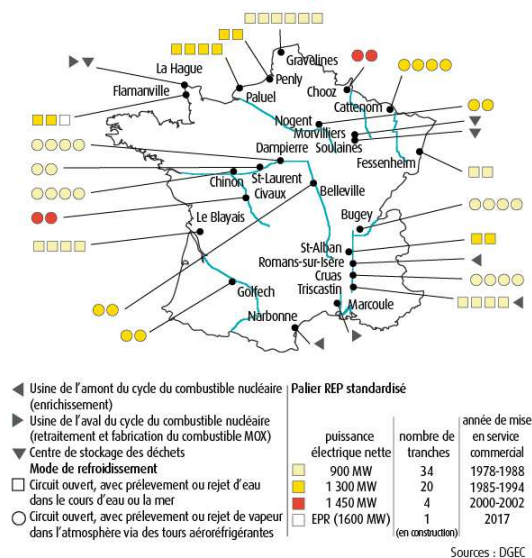 Gravelines
La Hague
Penly
Chooz
Flamanville
Paluel
Cattenom
Nogent
Morvilliers
Soulaines
Dampierre
Fessenheim
St-Laurent
Chinon
Belleville
Civaux
Bugey
Le Blayais
St-Alban
Romans-sur-Isère
Cruas
Triscastin
Golfech
Marcoule
Narbonne
Usine de l'amont du cycle du combustible nucléaire
(enrichissement)
Usine de l'aval du cycle du combustible nucléaire
(retraitement et fabrication du combustible MOX)
Centre de stockage des déchets
Mode de refroidissement
Circuit ouvert, avec prélevement ou rejet d'eau
dans le cours d'eau ou la mer
Circuit ouvert, avec prélevement ou rejet de vapeur
dans l'atmosphère via des tours aéroréfrigérantes
Palier REP standardisé
puissance
électrique nette
nombre de
tranches
année de mise
en service
commercial
900 MW 34 1978-1988
1 300 MW 20 1985-1994
1 450 MW 4 2000-2002
EPR (1600 MW) 1 2017
(en construction)
Sources : DGEC